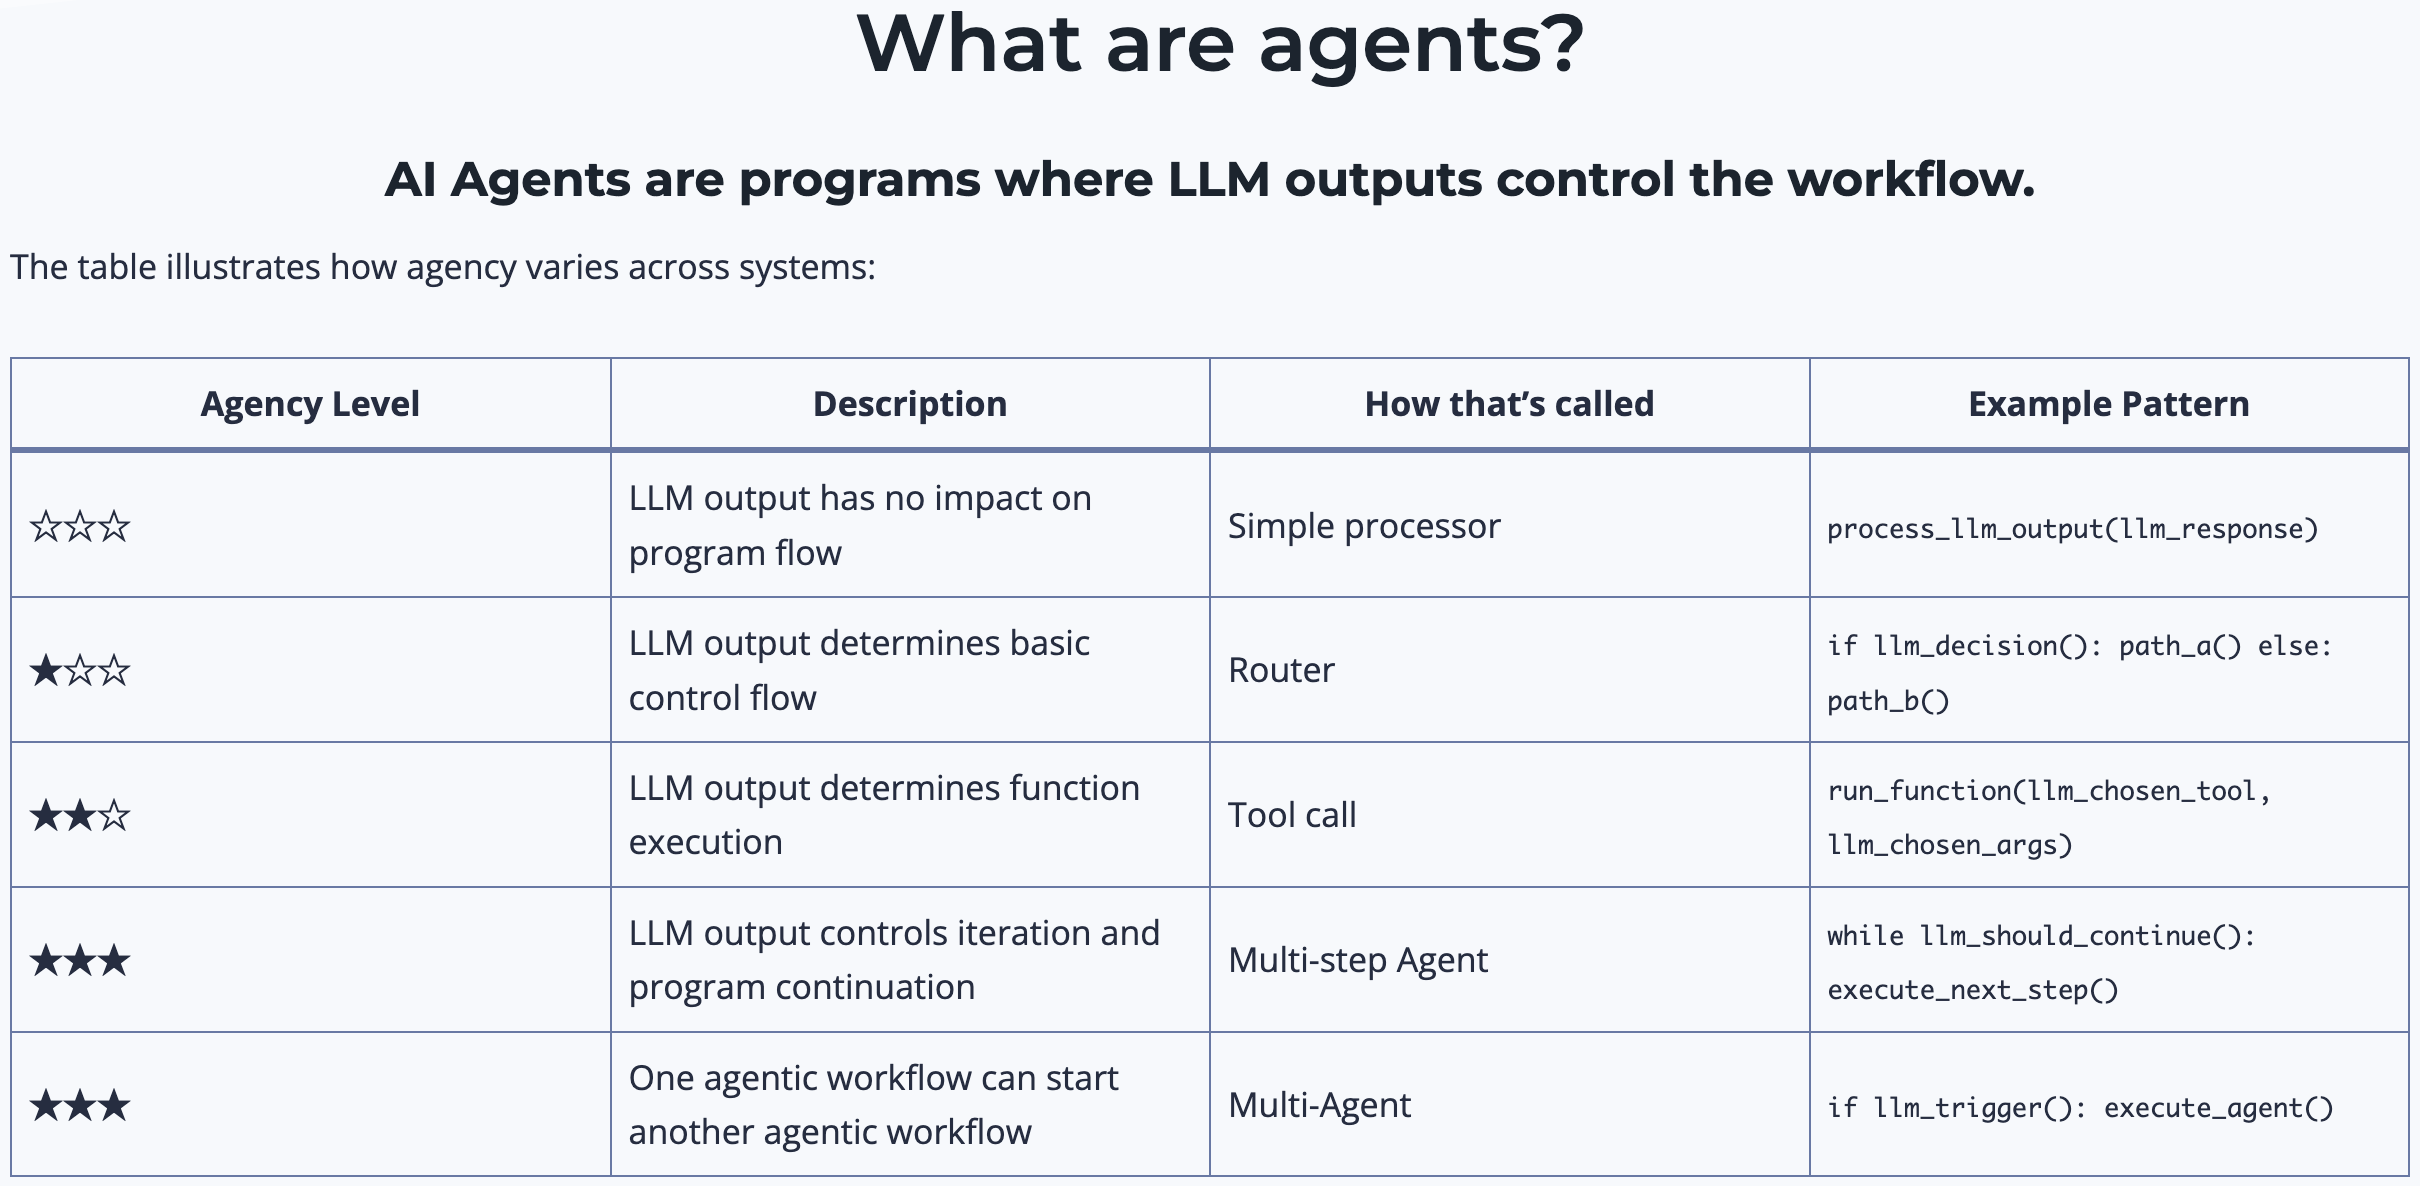 What are agents?
AI Agents are programs where LLM outputs control the workflow.
The table illustrates how agency varies across systems:
Agency Level
Description
How that’s called
Example Pattern
☆☆☆
LLM output has no impact on
program flow
Simple processor
process_llm_output(llm_response)
★☆☆
LLM output determines basic
control flow
Router
if llm_decision(): path_a() else:
path_b()
★★☆
LLM output determines function
execution
Tool call
run_function(llm_chosen_tool,
llm_chosen_args)
★★★
LLM output controls iteration and
program continuation
Multi-step Agent
while llm_should_continue():
execute_next_step()
★★★
One agentic workflow can start
another agentic workflow
Multi-Agent
if llm_trigger(): execute_agent()